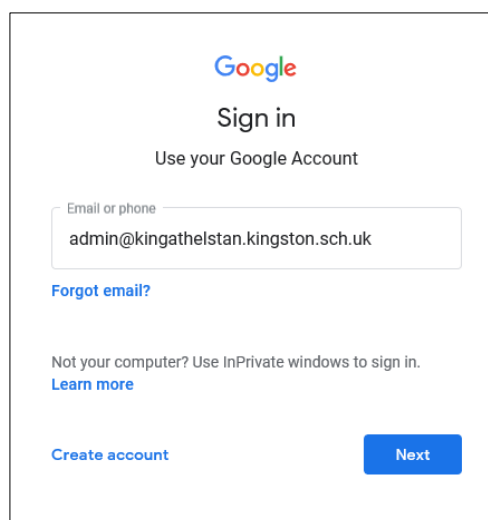 Google
Sign in
Use your Google Account
Email or phone
admin@kingathelstan.kingston.sch.uk
Forgot email?
Not your computer? Use InPrivate windows to sign in.
Learn more
Create account
Next